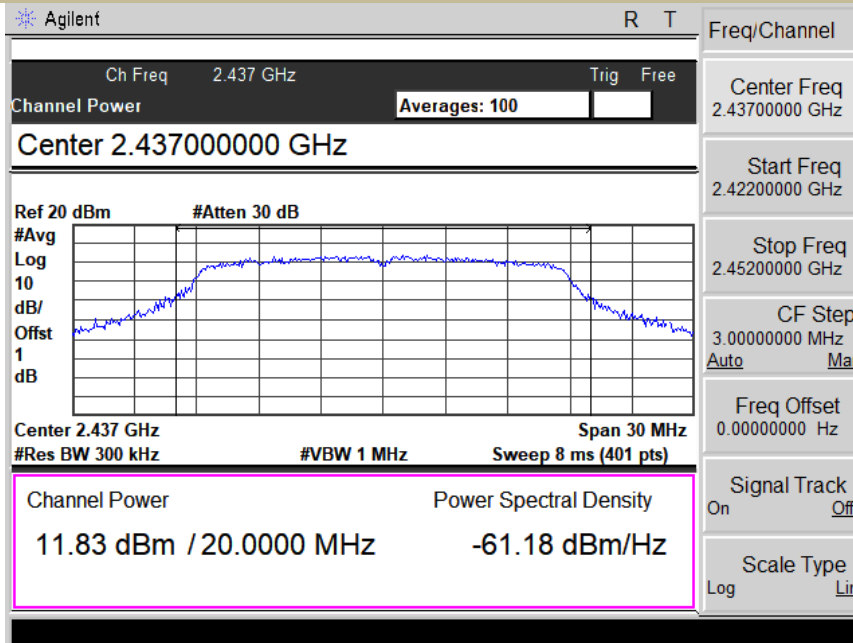 Agilent R T
Ch Freq 2.437 GHz Trig Free
Channel Power Averages: 100
Center 2.437000000 GHz
Ref 20 dBm #Atten 30 dB
#Avg
Log
10
dB/
Offst
1
dB
Center 2.437 GHz Span 30 MHz
#Res BW 300 kHz #VBW 1 MHz Sweep 8 ms (401 pts)
Channel Power Power Spectral Density
11.83 dBm / 20.0000 MHz -61.18 dBm/Hz
Freq/Channel
Center Freq
2.43700000 GHz
Start Freq
2.42200000 GHz
Stop Freq
2.45200000 GHz
CF Step
3.00000000 MHz
Auto Ma
Freq Offset
0.00000000 Hz
Signal Track
On Off
Scale Type
Log Lin